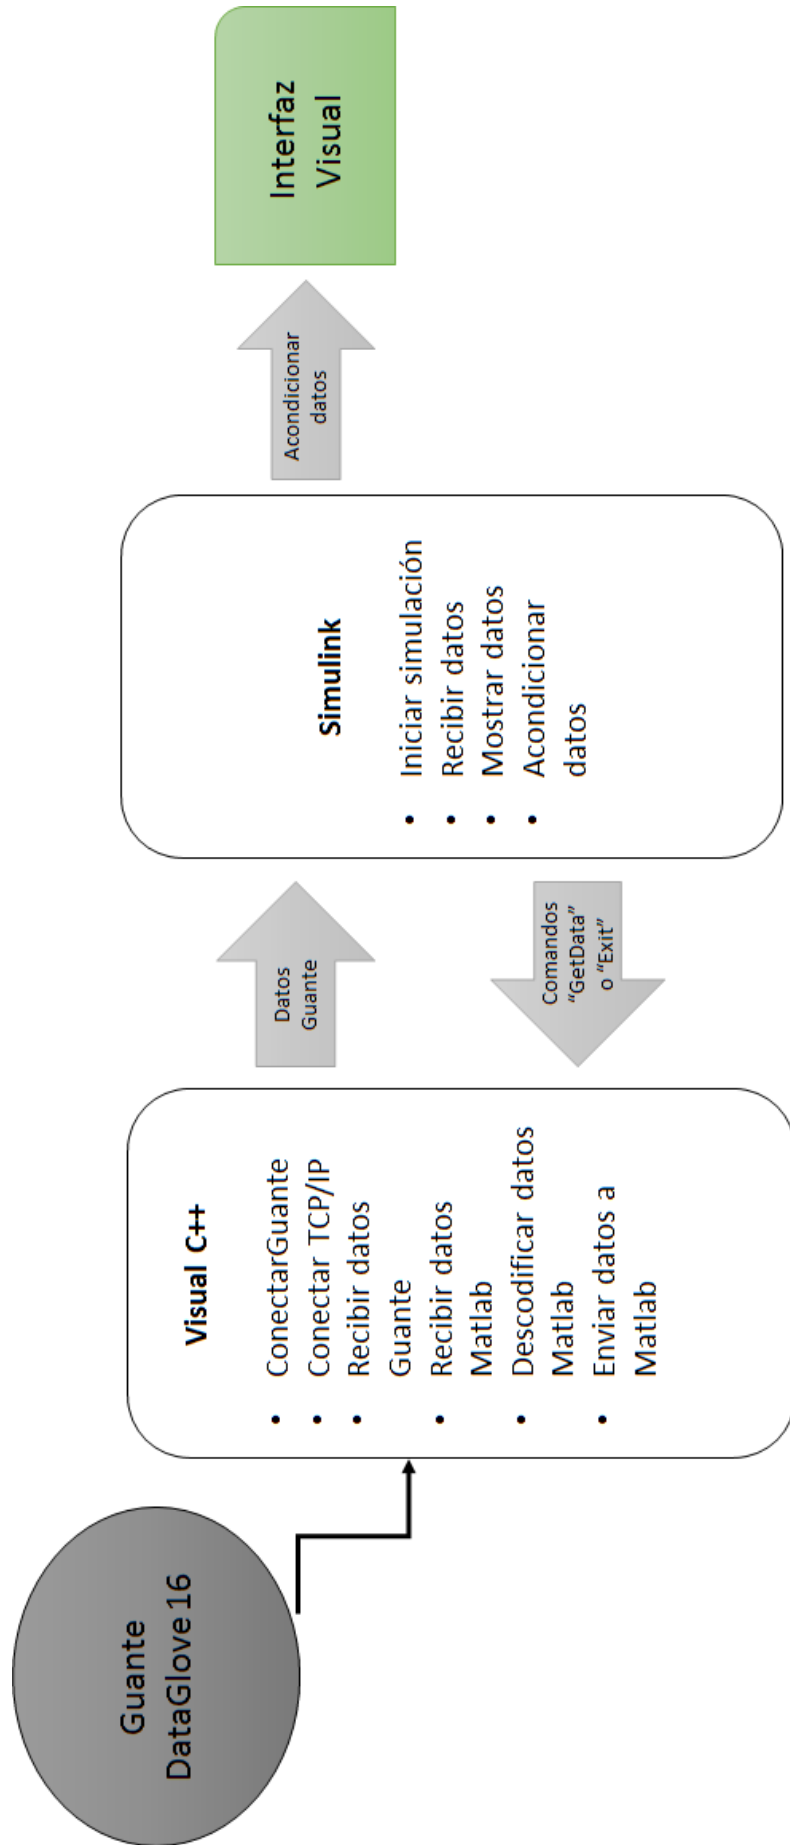 Guante
DataGlove 16
Visual C++
• ConectarGuante
• Conectar TCP/IP
• Recibir datos
Guante
• Recibir datos
Matlab
• Descodificar datos
Matlab
• Enviar datos a
Matlab
Datos
Guante
Comandos
“GetData”
o “Exit”
Simulink
• Iniciar simulación
• Recibir datos
• Mostrar datos
• Acondicionar
datos
Acondicionar
datos
Interfaz
Visual